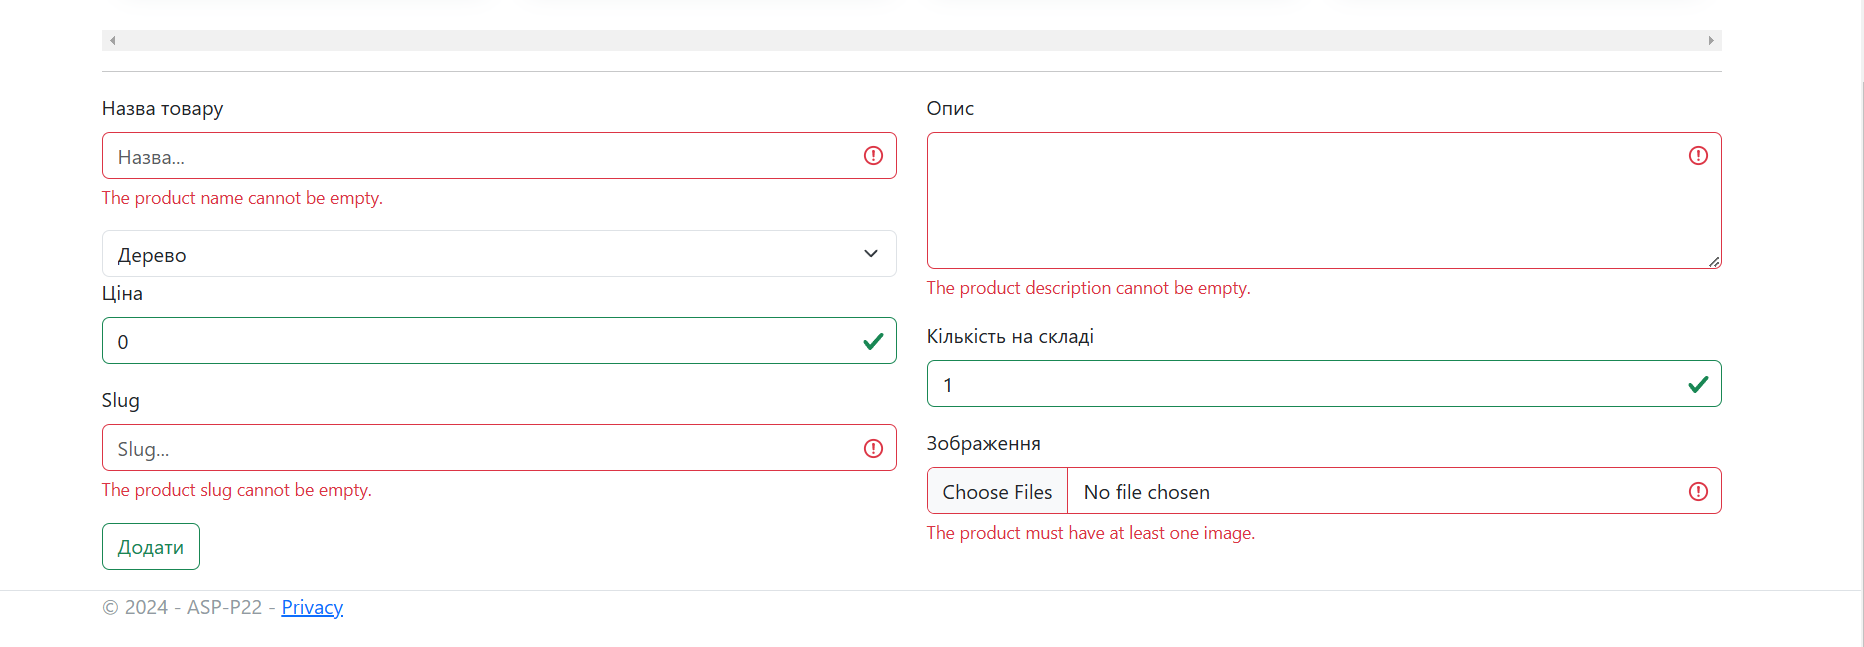 Назва товару
Назва...
The product name cannot be empty.
Дерево
Ціна
0
Slug
Slug...
The product slug cannot be empty.
Додати
Опис
The product description cannot be empty.
Кількість на складі
1
Зображення
Choose Files No file chosen
The product must have at least one image.
© 2024 - ASP-P22 - Privacy